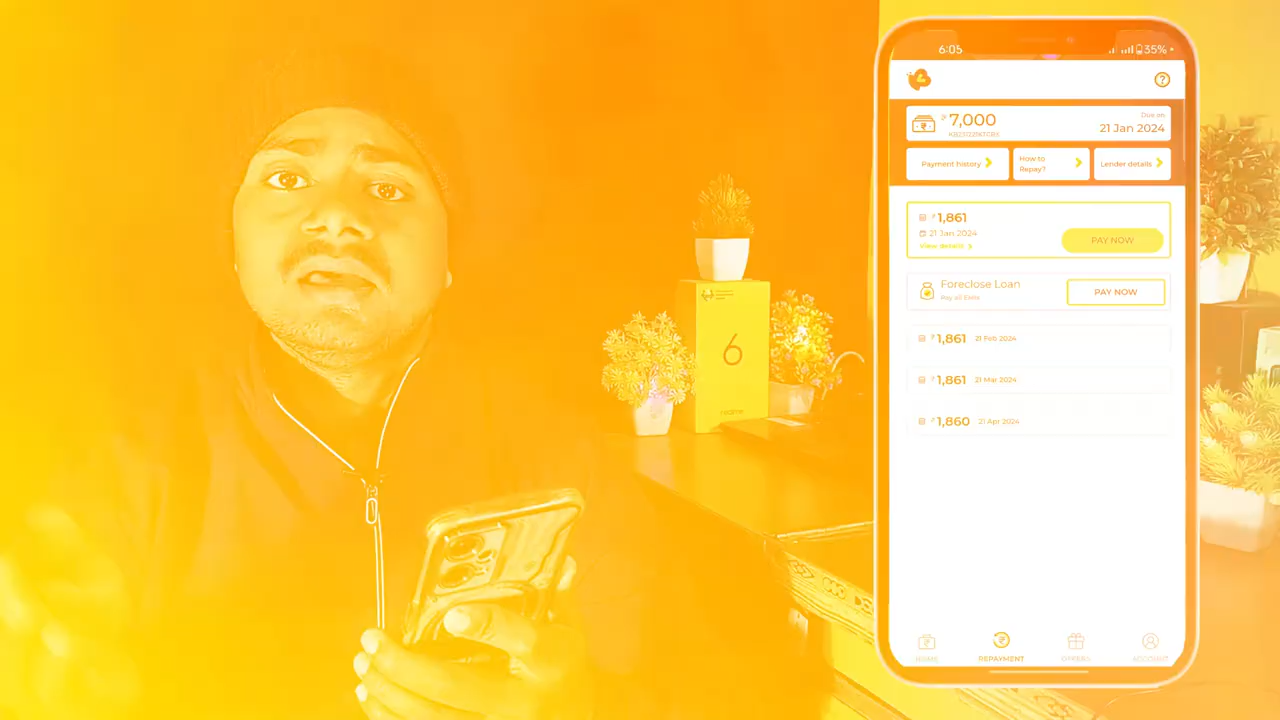 6
realme
6:05
35%
₹ 7,000
Due on
21 Jan 2024
Payment history
How to
Repay?
Lender details
₹ 1,861
21 Jan 2024
View details
PAY NOW
Foreclose Loan
Pay all EMIs
PAY NOW
₹ 1,861 21 Feb 2024
₹ 1,861 21 Mar 2024
₹ 1,860 21 Apr 2024
HOME
REPAYMENT
OFFERS
ACCOUNT